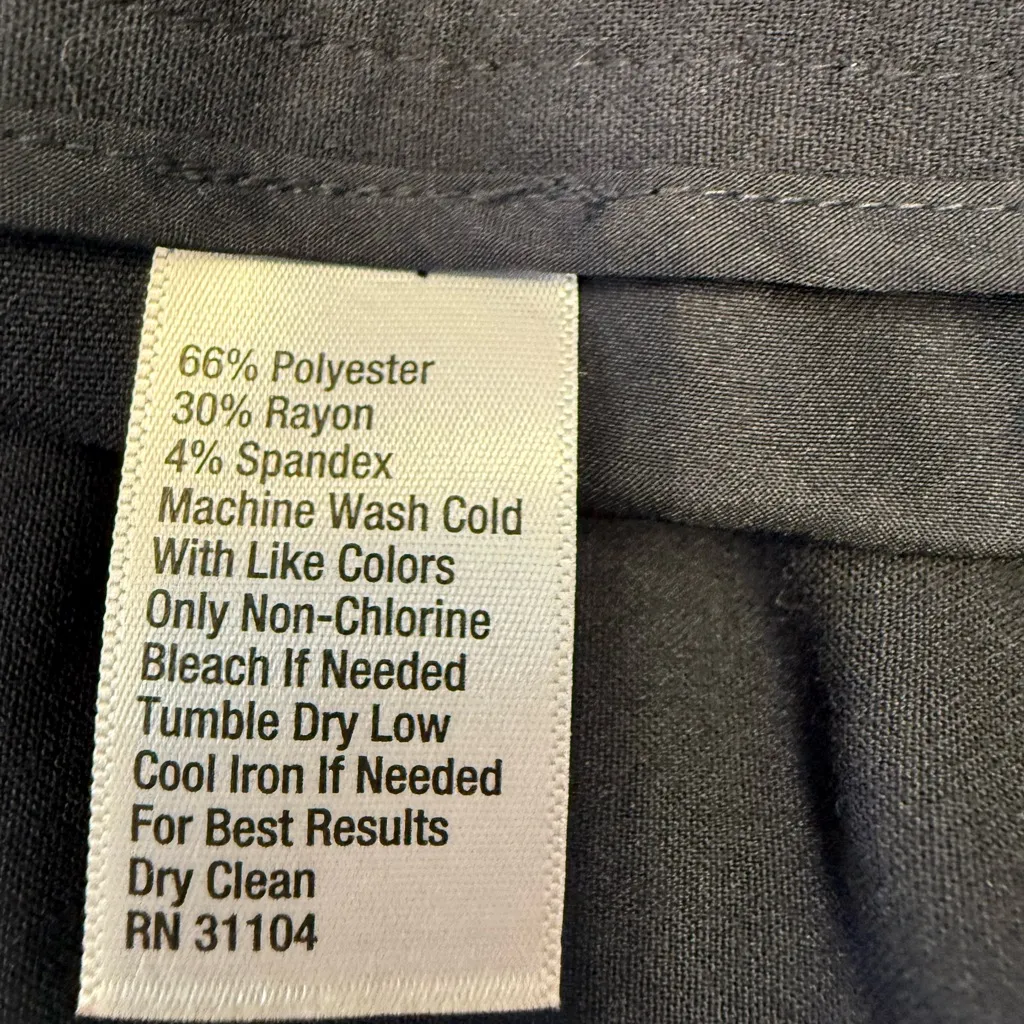 66% Polyester
30% Rayon
4% Spandex
Machine Wash Cold
With Like Colors
Only Non-Chlorine
Bleach If Needed
Tumble Dry Low
Cool Iron If Needed
For Best Results
Dry Clean
RN 31104